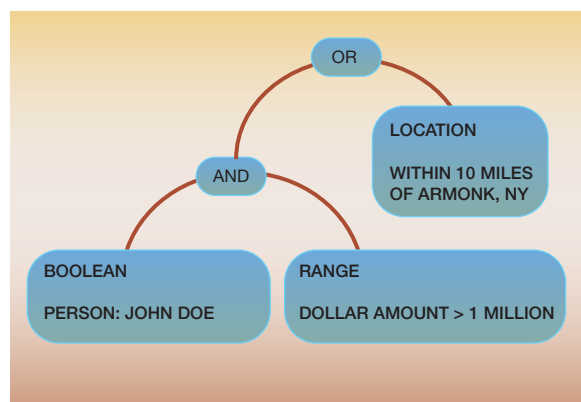 OR
LOCATION
WITHIN 10 MILES
OF ARMONK, NY
AND
BOOLEAN
PERSON: JOHN DOE
RANGE
DOLLAR AMOUNT > 1 MILLION